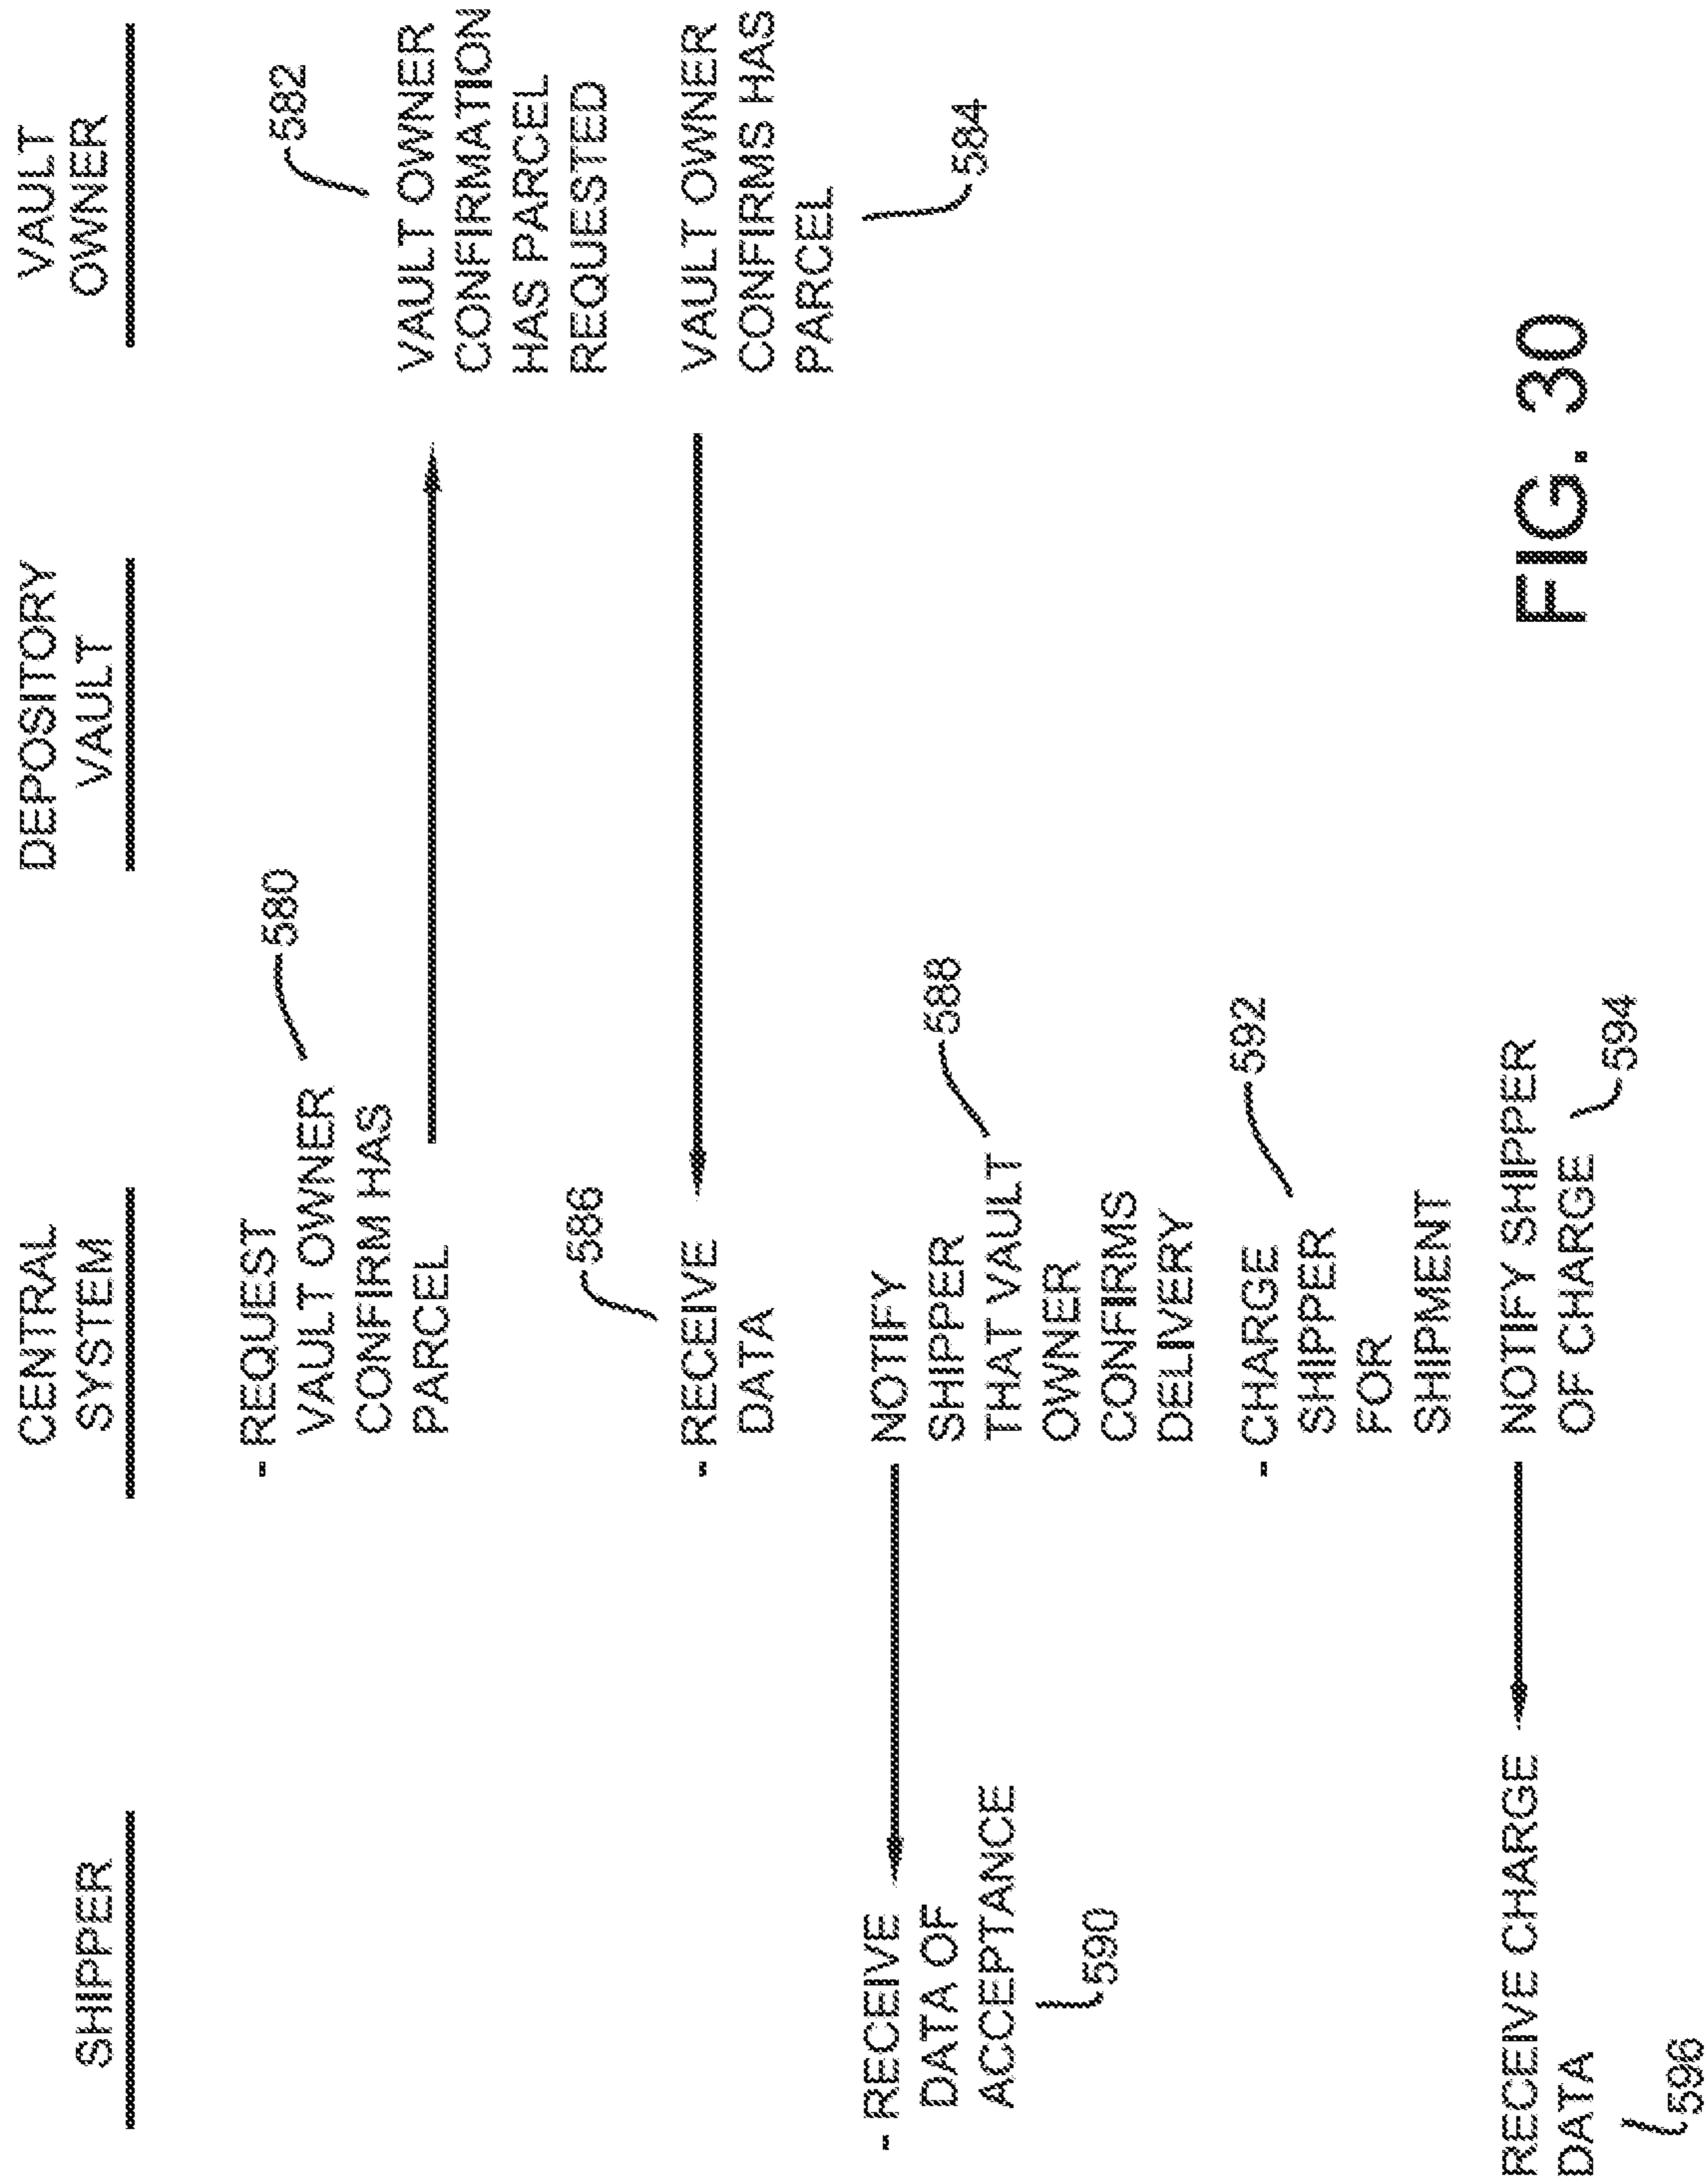 SHIPPER
CENTRAL
SYSTEM
DEPOSITORY
VAULT
VAULT
OWNER
- REQUEST
VAULT OWNER
CONFIRM HAS
PARCEL
580
582
VAULT OWNER
CONFIRMATION
HAS PARCEL
REQUESTED
VAULT OWNER
CONFIRMS HAS
PARCEL
584
586
- RECEIVE
DATA
NOTIFY
SHIPPER
THAT VAULT
OWNER
CONFIRMS
DELIVERY
588
- RECEIVE
DATA OF
ACCEPTANCE
590
- CHARGE
SHIPPER
FOR
SHIPMENT
592
NOTIFY SHIPPER
OF CHARGE
594
RECEIVE CHARGE
DATA
596
FIG. 30